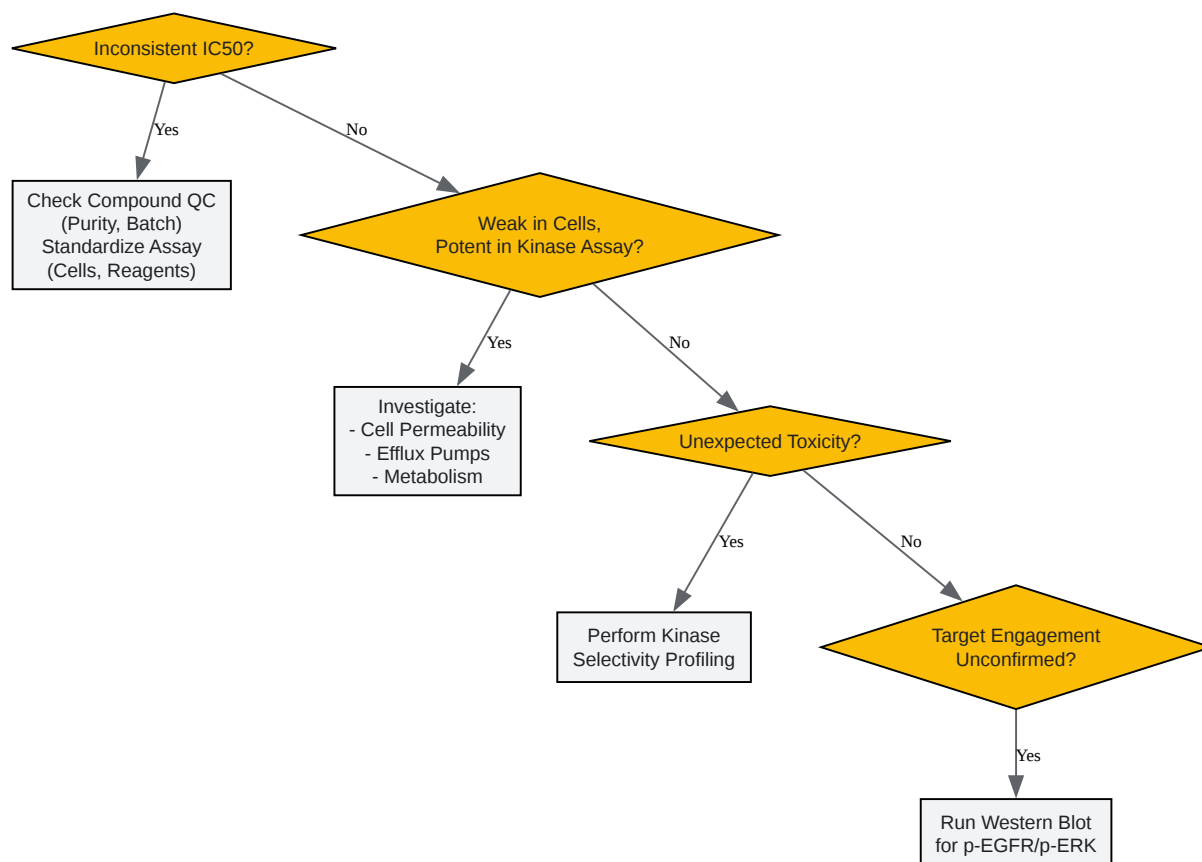 Inconsistent IC50?
Yes
No
Check Compound QC
(Purity, Batch)
Standardize Assay
(Cells, Reagents)
Weak in Cells,
Potent in Kinase Assay?
Yes
No
Investigate:
- Cell Permeability
- Efflux Pumps
- Metabolism
Unexpected Toxicity?
Yes
No
Perform Kinase
Selectivity Profiling
Target Engagement
Unconfirmed?
Yes
Run Western Blot
for p-EGFR/p-ERK